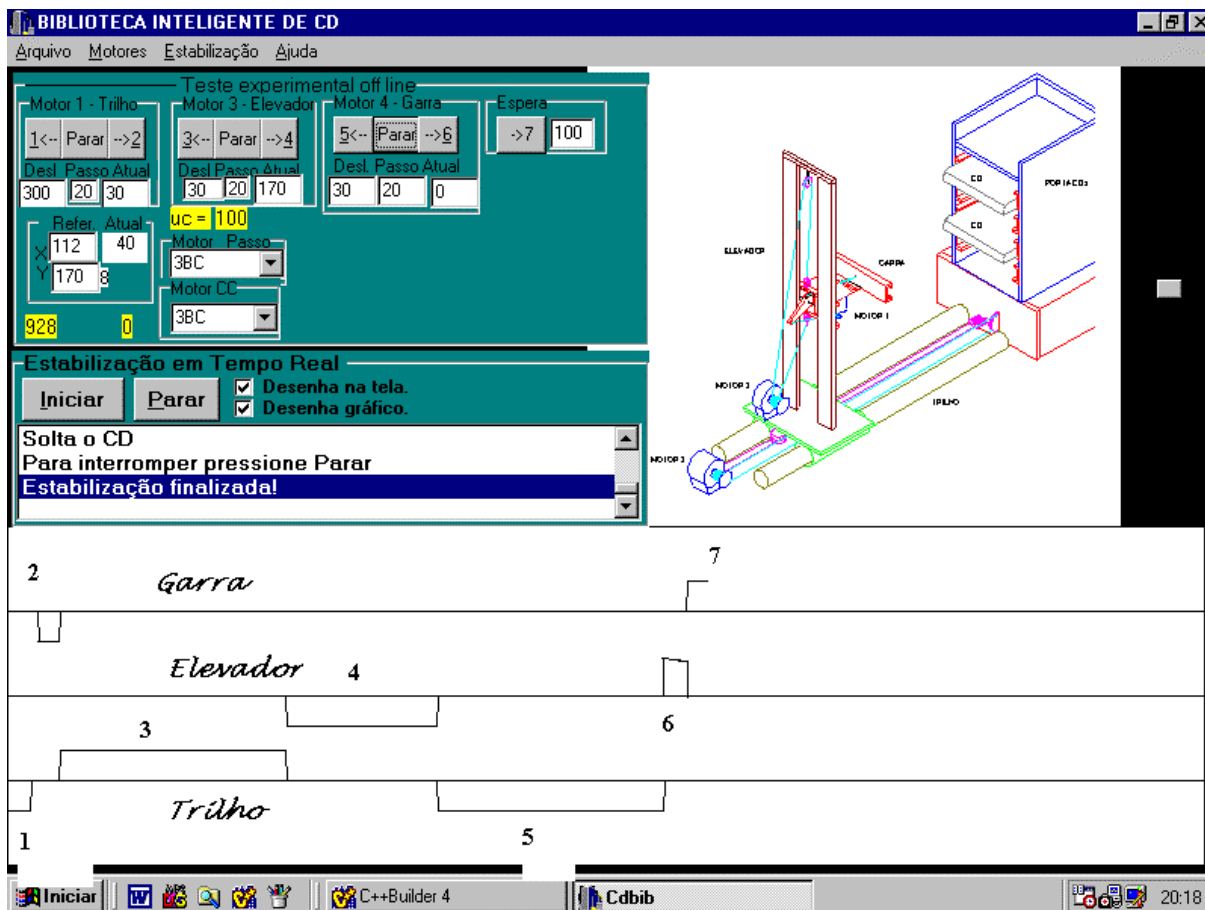 BIBLIOTECA INTELIGENTE DE CD
Arquivo Motores Estabilização Ajuda
Teste experimental off line
Motor 1 - Trilho Motor 3 - Elevador Motor 4 - Garra Espera
1<-- Parar -->2 3<-- Parar -->4 5<-- Parar -->6 ->7 100
Desl Passo Atual Desl Passo Atual Desl. Passo Atual
300 20 30 30 20 170 30 20 0
Refer. Atual uc = 100
X 112 40
Y 170 8
Motor Passo
3BC
Motor CC
3BC
928 0
CD
CD
PORTACDs
ELEVADOR
GARRA
MOTOR 1
MOTOR 2
TRILHO
MOTOR 3
Estabilização em Tempo Real
Iniciar Parar Desenha na tela.
Desenha gráfico.
Solta o CD
Para interromper pressione Parar
Estabilização finalizada!
2 Garra 7
Elevador 4
3 6
Trilho
1 5
Iniciar C++Builder 4 Cdbib 20:18